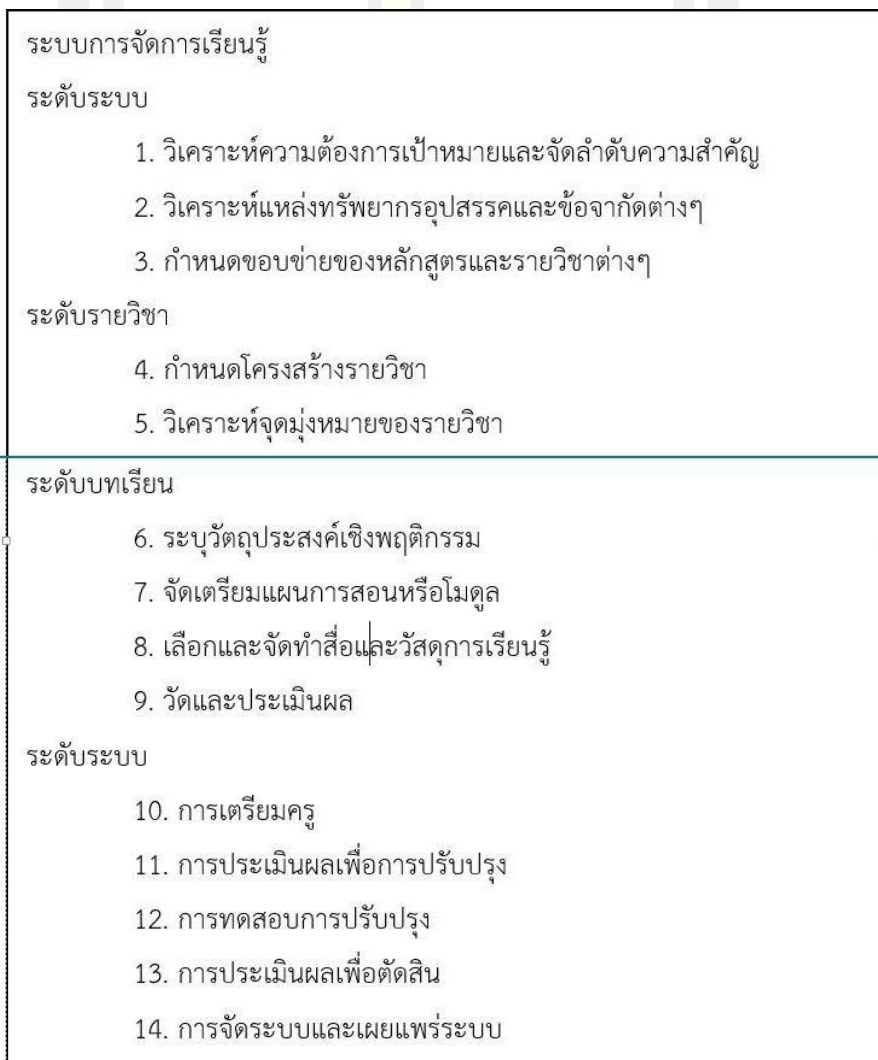 ระบบการจัดการเรียนรู้
ระดับระบบ
1. วิเคราะห์ความต้องการเป้าหมายและจัดลำดับความสำคัญ
2. วิเคราะห์แหล่งทรัพยากรอุปสรรคและข้อจากัดต่างๆ
3. กำหนดขอบข่ายของหลักสูตรและรายวิชาต่างๆ
ระดับรายวิชา
4. กำหนดโครงสร้างรายวิชา
5. วิเคราะห์จุดมุ่งหมายของรายวิชา
ระดับบทเรียน
6. ระบุวัตถุประสงค์เชิงพฤติกรรม
7. จัดเตรียมแผนการสอนหรือโมดูล
8. เลือกและจัดทำสื่อและวัสดุการเรียนรู้
9. วัดและประเมินผล
ระดับระบบ
10. การเตรียมครู
11. การประเมินผลเพื่อการปรับปรุง
12. การทดสอบการปรับปรุง
13. การประเมินผลเพื่อตัดสิน
14. การจัดระบบและเผยแพร่ระบบ